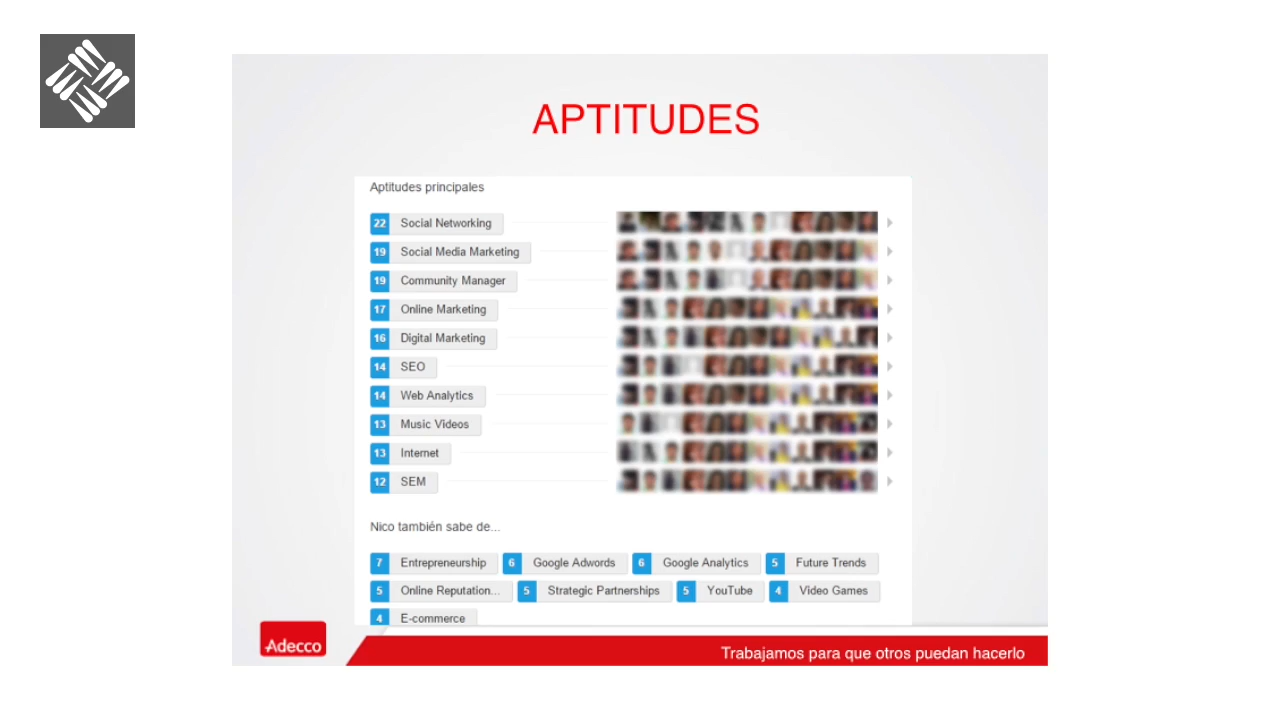 APTITUDES
Aptitudes principales
22 Social Networking
19 Social Media Marketing
19 Community Manager
17 Online Marketing
16 Digital Marketing
14 SEO
14 Web Analytics
13 Music Videos
13 Internet
12 SEM
Nico también sabe de...
7 Entrepreneurship 6 Google Adwords 6 Google Analytics 5 Future Trends
5 Online Reputation... 5 Strategic Partnerships 5 YouTube 4 Video Games
4 E-commerce
Adecco
Trabajamos para que otros puedan hacerlo